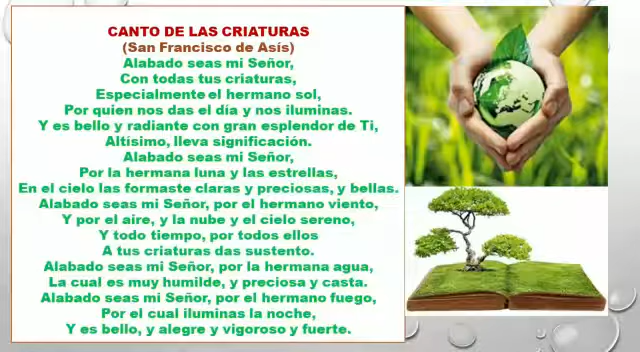 CANTO DE LAS CRIATURAS
(San Francisco de Asís)
Alabado seas mi Señor,
Con todas tus criaturas,
Especialmente el hermano sol,
Por quien nos das el día y nos iluminas.
Y es bello y radiante con gran esplendor de Ti,
Altísimo, lleva significación.
Alabado seas mi Señor,
Por la hermana luna y las estrellas,
En el cielo las formaste claras y preciosas, y bellas.
Alabado seas mi Señor, por el hermano viento,
Y por el aire, y la nube y el cielo sereno,
Y todo tiempo, por todos ellos
A tus criaturas das sustento.
Alabado seas mi Señor, por la hermana agua,
La cual es muy humilde, y preciosa y casta.
Alabado seas mi Señor, por el hermano fuego,
Por el cual iluminas la noche,
Y es bello, y alegre y vigoroso y fuerte.